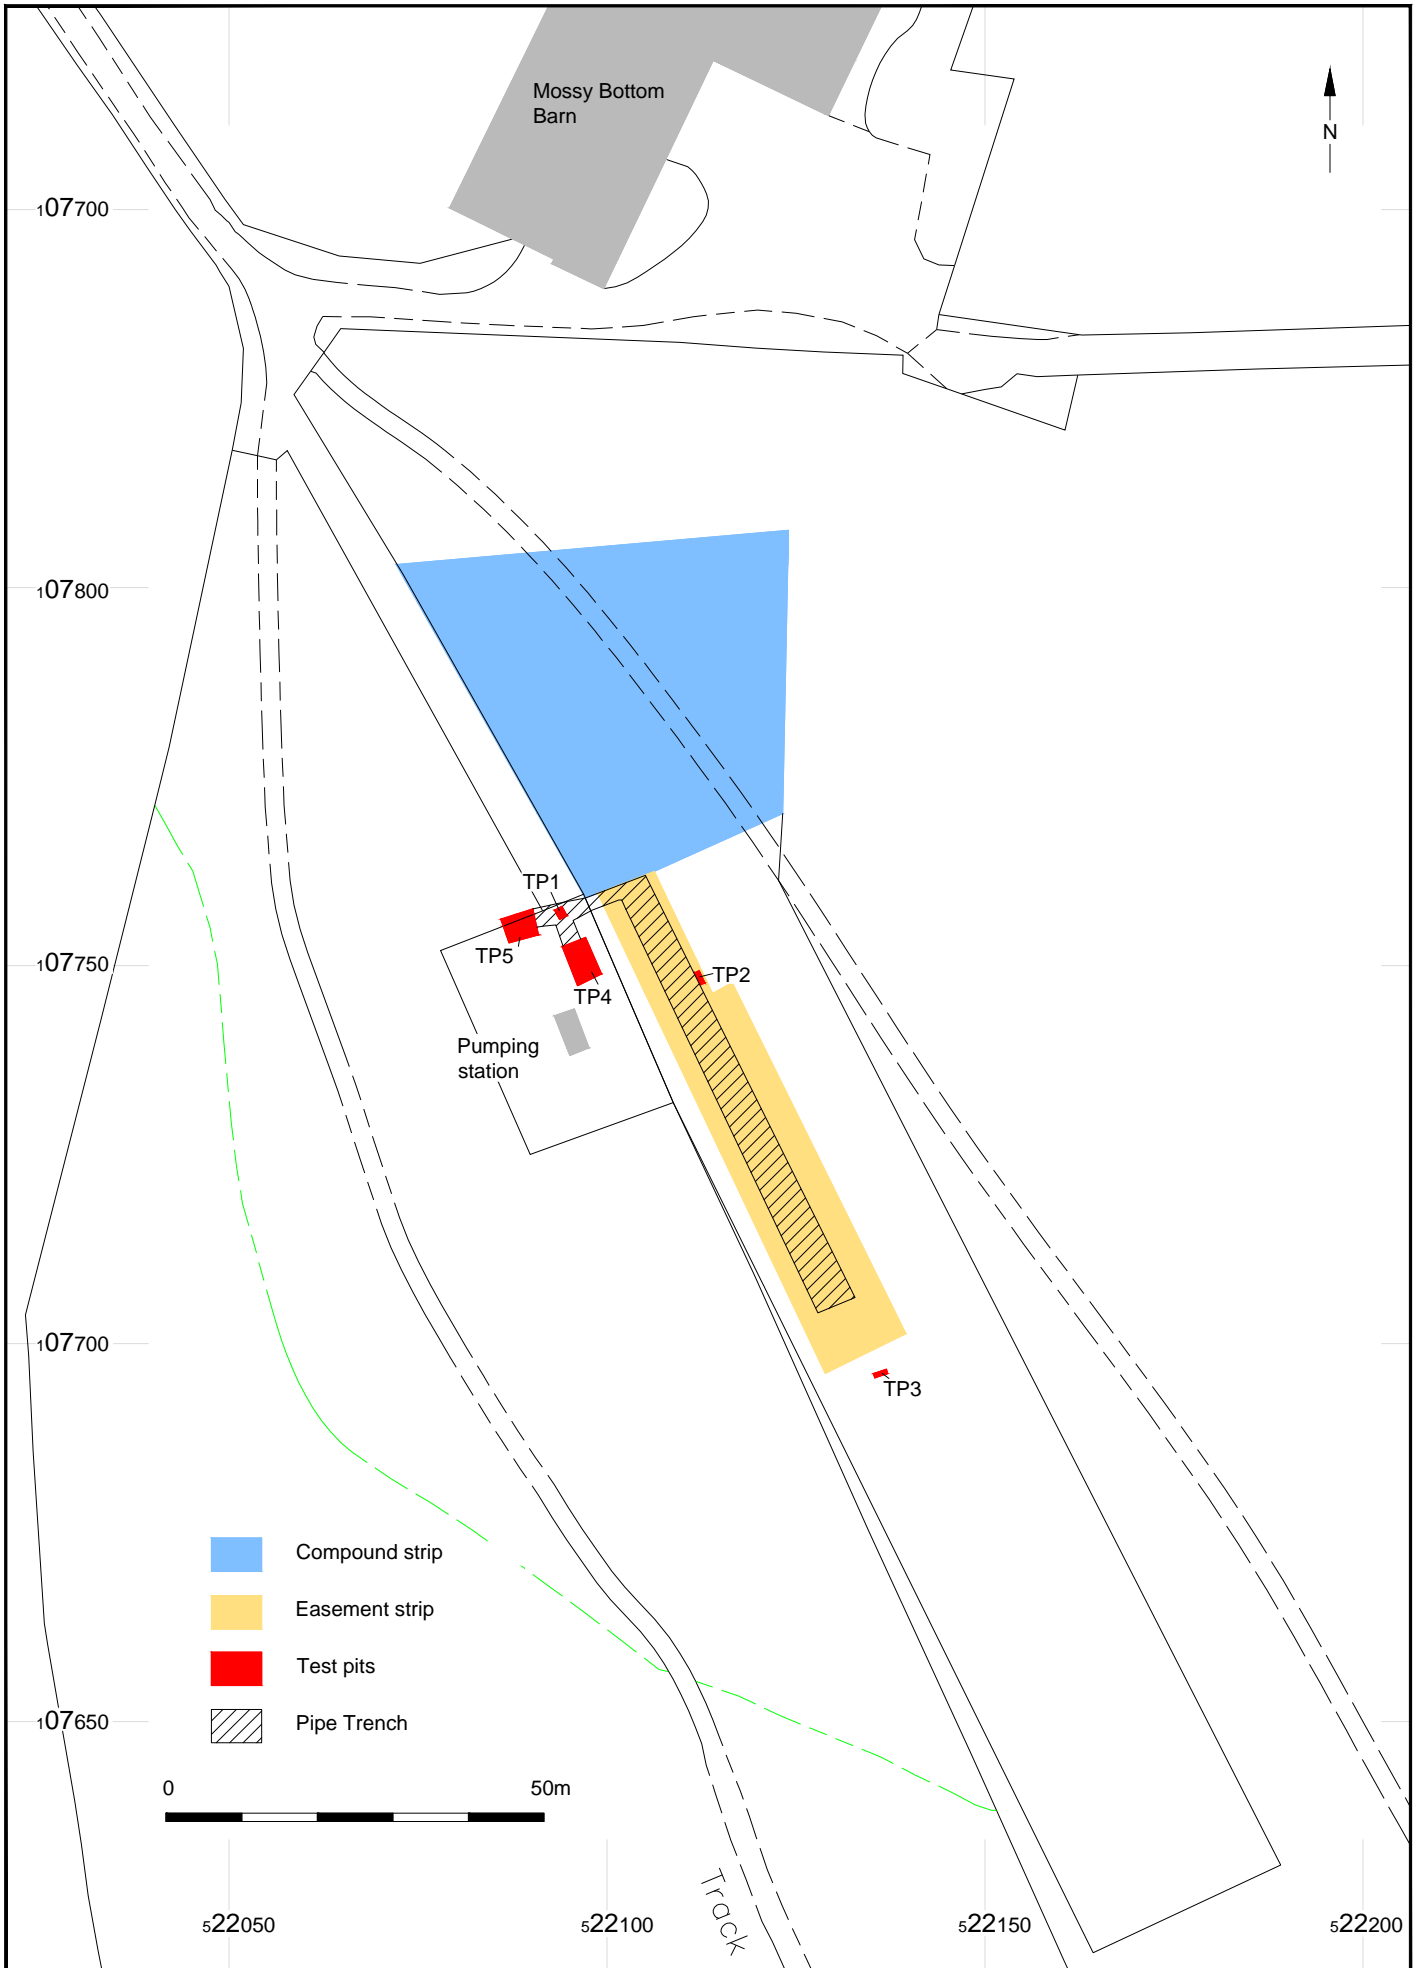 Mossy Bottom
Barn
N
107700
107800
TP1
TP5
107750
TP2
TP4
Pumping
station
107700
TP3
Compound strip
Easement strip
Test pits
Pipe Trench
107650
0 50m
Track
522050 522100 522150 522200